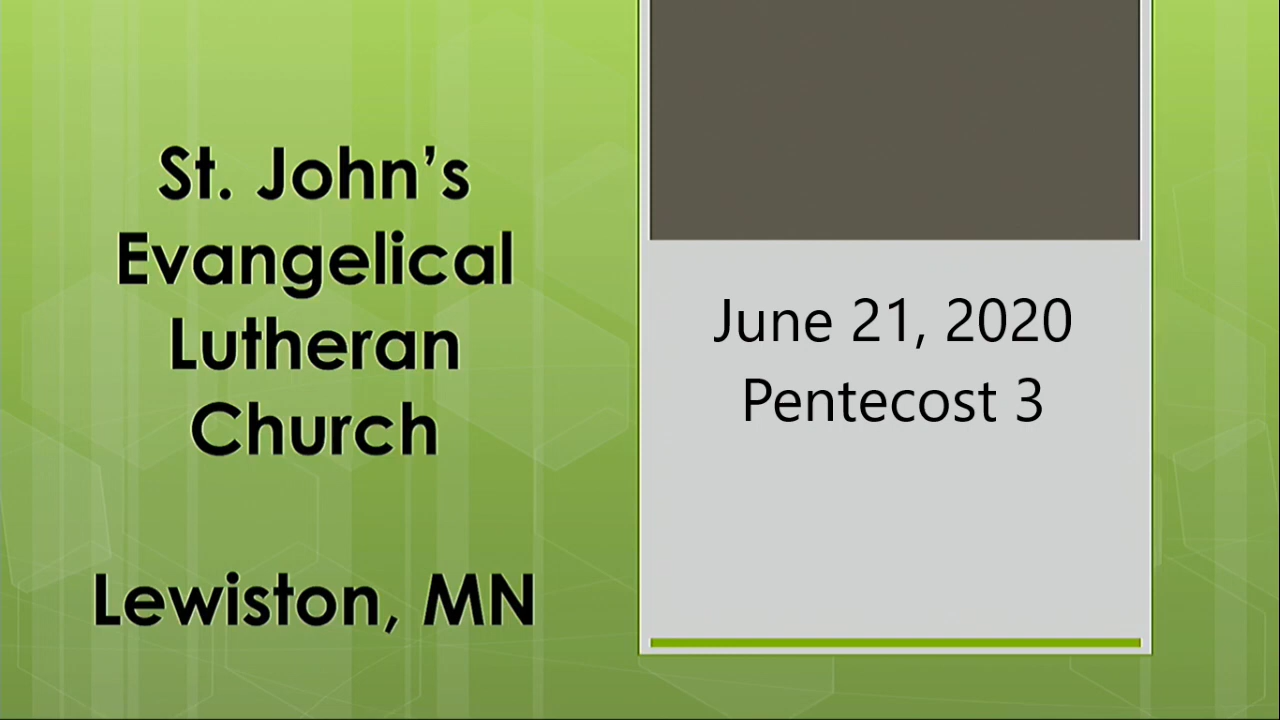 St. John’s
Evangelical
Lutheran
Church
Lewiston, MN
June 21, 2020
Pentecost 3